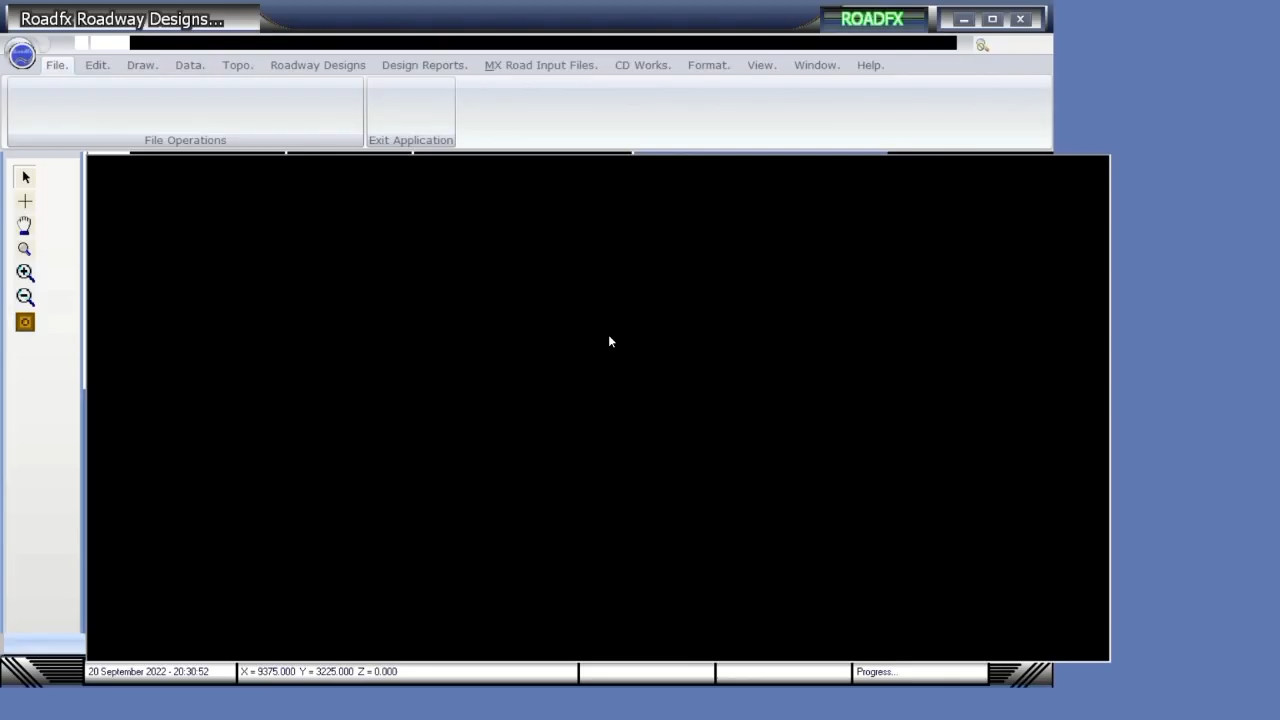 Roadfx Roadway Designs...
ROADFX
File. Edit. Draw. Data. Topo. Roadway Designs Design Reports. MX Road Input Files. CD Works. Format. View. Window. Help.
File Operations Exit Application
20 September 2022 - 20:30:52 X = 9375.000 Y = 3225.000 Z = 0.000 Progress...